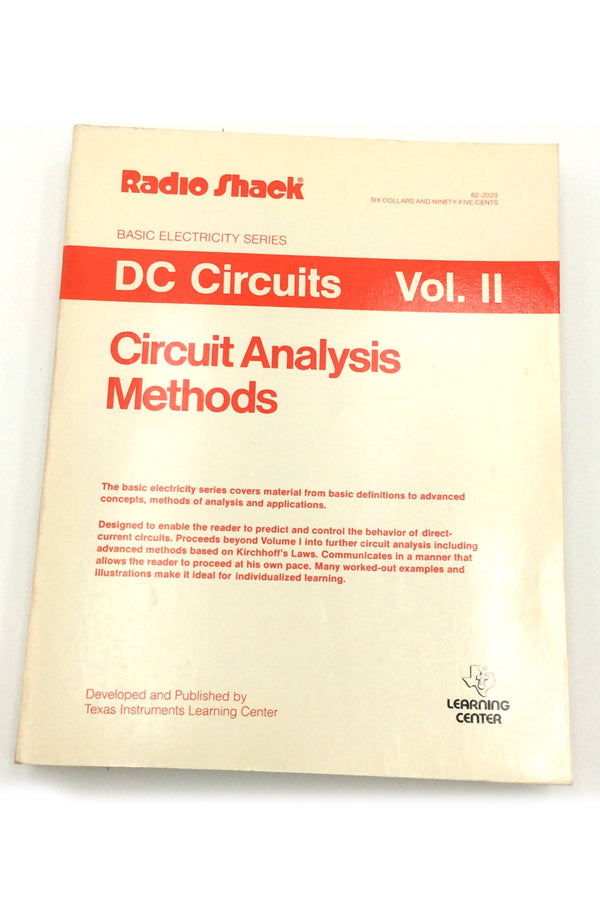 Radio Shack®
62-2020
SIX DOLLARS AND NINETY-FIVE CENTS
BASIC ELECTRICITY SERIES
DC Circuits Vol. II
Circuit Analysis
Methods
The basic electricity series covers material from basic definitions to advanced
concepts, methods of analysis and applications.
Designed to enable the reader to predict and control the behavior of direct-
current circuits. Proceeds beyond Volume I into further circuit analysis including
advanced methods based on Kirchhoff's Laws. Communicates in a manner that
allows the reader to proceed at his own pace. Many worked-out examples and
illustrations make it ideal for individualized learning.
Developed and Published by
Texas Instruments Learning Center
LEARNING
CENTER